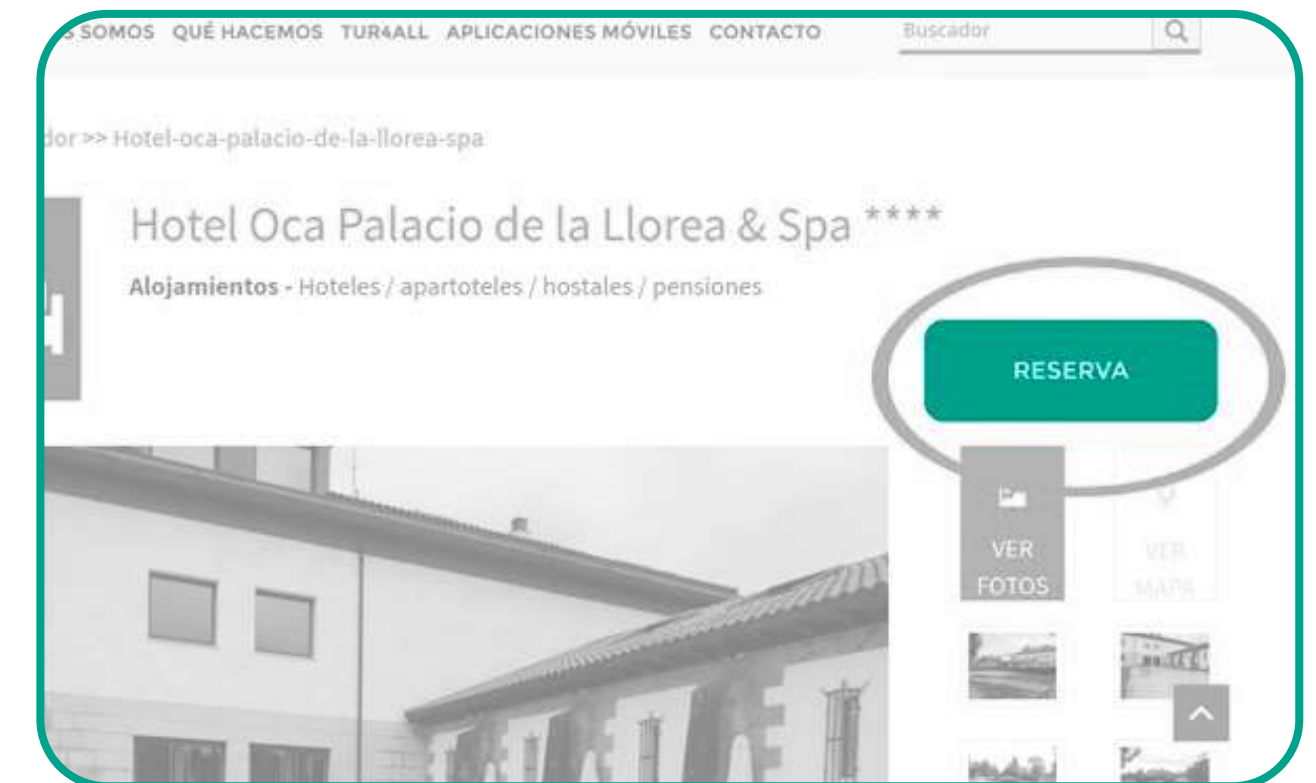 SOMOS QUÉ HACEMOS TUR4ALL APLICACIONES MÓVILES CONTACTO Buscador
>> Hotel-oca-palacio-de-la-llorea-spa
Hotel Oca Palacio de la Llorea & Spa ****
Alojamientos - Hoteles / apartoteles / hostales / pensiones
RESERVA
VER
FOTOS
VER
MAPA